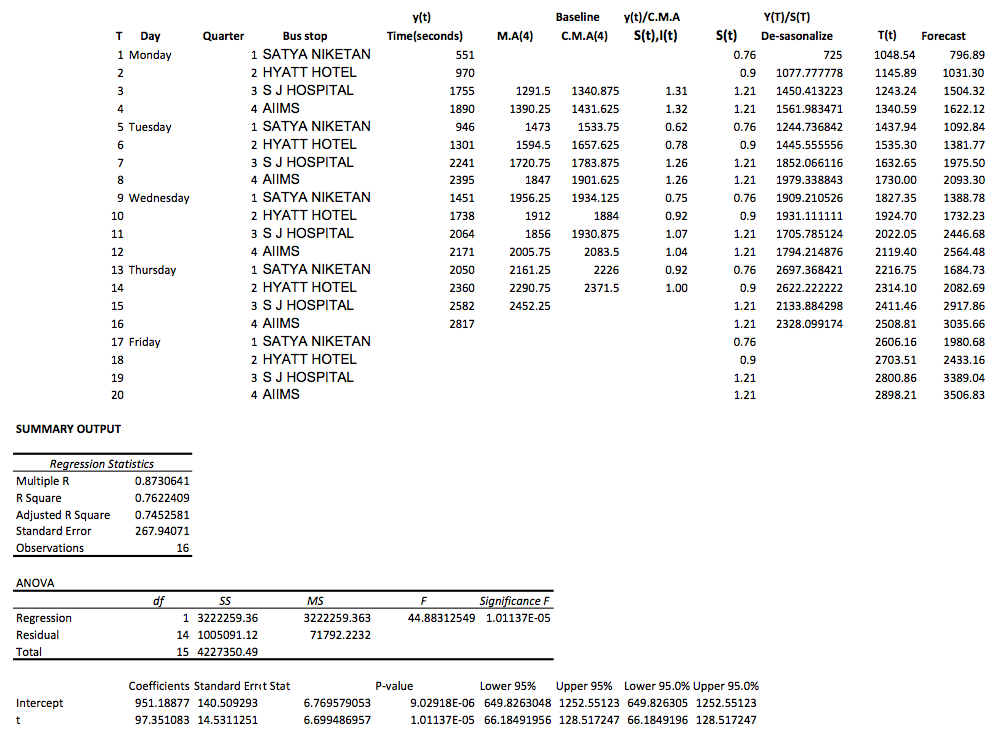 y(t) Baseline y(t)/C.M.A Y(T)/S(T)
T Day Quarter Bus stop Time(seconds) M.A(4) C.M.A(4) S(t),I(t) S(t) De-sasonalize T(t) Forecast
1 Monday 1 SATYA NIKETAN 551 0.76 725 1048.54 796.89
2 2 HYATT HOTEL 970 0.9 1077.777778 1145.89 1031.30
3 3 S J HOSPITAL 1755 1291.5 1340.875 1.31 1.21 1450.413223 1243.24 1504.32
4 4 AIIMS 1890 1390.25 1431.625 1.32 1.21 1561.983471 1340.59 1622.12
5 Tuesday 1 SATYA NIKETAN 946 1473 1533.75 0.62 0.76 1244.736842 1437.94 1092.84
6 2 HYATT HOTEL 1301 1594.5 1657.625 0.78 0.9 1445.555556 1535.30 1381.77
7 3 S J HOSPITAL 2241 1720.75 1783.875 1.26 1.21 1852.066116 1632.65 1975.50
8 4 AIIMS 2395 1847 1901.625 1.26 1.21 1979.338843 1730.00 2093.30
9 Wednesday 1 SATYA NIKETAN 1451 1956.25 1934.125 0.75 0.76 1909.210526 1827.35 1388.78
10 2 HYATT HOTEL 1738 1912 1884 0.92 0.9 1931.111111 1924.70 1732.23
11 3 S J HOSPITAL 2064 1856 1930.875 1.07 1.21 1705.785124 2022.05 2446.68
12 4 AIIMS 2171 2005.75 2083.5 1.04 1.21 1794.214876 2119.40 2564.48
13 Thursday 1 SATYA NIKETAN 2050 2161.25 2226 0.92 0.76 2697.368421 2216.75 1684.73
14 2 HYATT HOTEL 2360 2290.75 2371.5 1.00 0.9 2622.222222 2314.10 2082.69
15 3 S J HOSPITAL 2582 2452.25 1.21 2133.884298 2411.46 2917.86
16 4 AIIMS 2817 1.21 2328.099174 2508.81 3035.66
17 Friday 1 SATYA NIKETAN 0.76 2606.16 1980.68
18 2 HYATT HOTEL 0.9 2703.51 2433.16
19 3 S J HOSPITAL 1.21 2800.86 3389.04
20 4 AIIMS 1.21 2898.21 3506.83
SUMMARY OUTPUT
Regression Statistics
Multiple R 0.8730641
R Square 0.7622409
Adjusted R Square 0.7452581
Standard Error 267.94071
Observations 16
ANOVA
df SS MS F Significance F
Regression 1 3222259.36 3222259.363 44.88312549 1.01137E-05
Residual 14 1005091.12 71792.2232
Total 15 4227350.49
Coefficients Standard Error t Stat P-value Lower 95% Upper 95% Lower 95.0% Upper 95.0%
Intercept 951.18877 140.509293 6.769579053 9.02918E-06 649.8263048 1252.55123 649.826305 1252.55123
t 97.351083 14.5311251 6.699486957 1.01137E-05 66.18491956 128.517247 66.1849196 128.517247